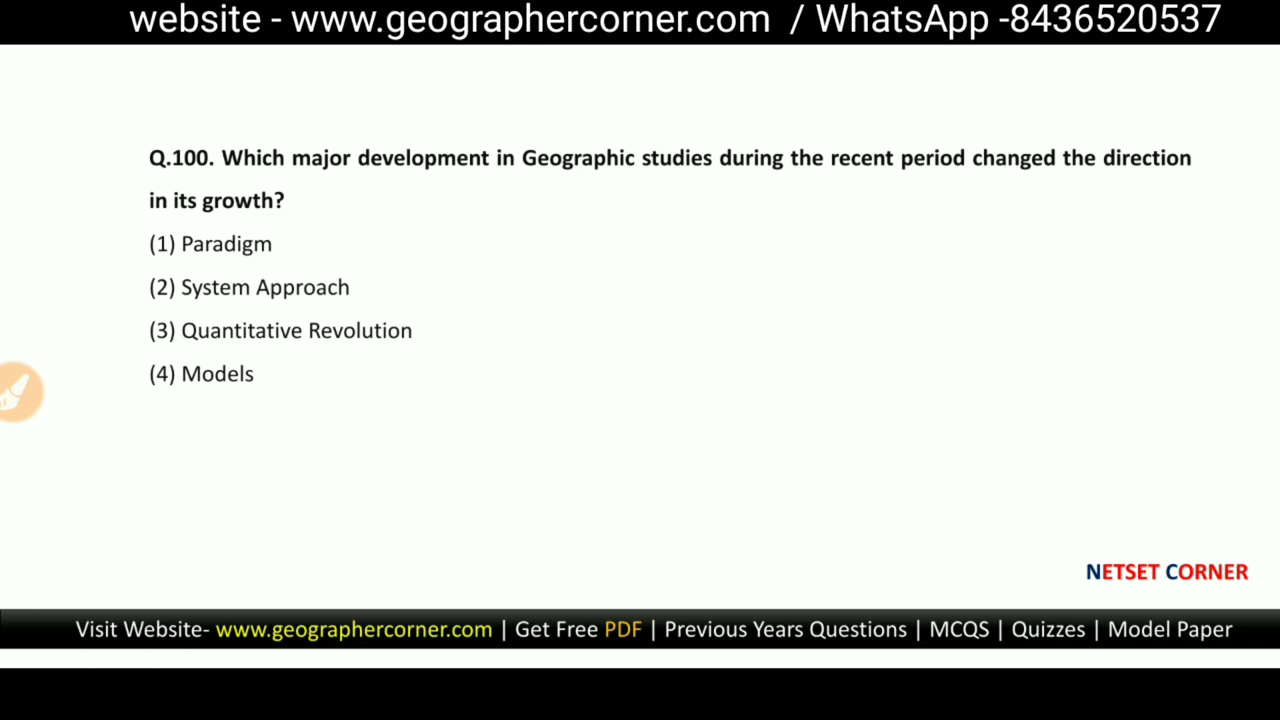 website - www.geographercorner.com / WhatsApp -8436520537
Q.100. Which major development in Geographic studies during the recent period changed the direction
in its growth?
(1) Paradigm
(2) System Approach
(3) Quantitative Revolution
(4) Models
NETSET CORNER
Visit Website- www.geographercorner.com | Get Free PDF | Previous Years Questions | MCQS | Quizzes | Model Paper